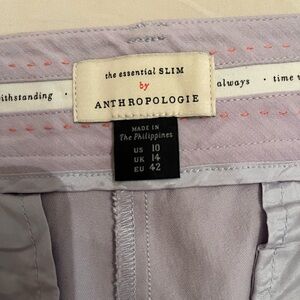 the essential SLIM
by
ANTHROPOLOGIE
ithstanding · always · time
MADE IN
The Philippines
US 10
UK 14
EU 42